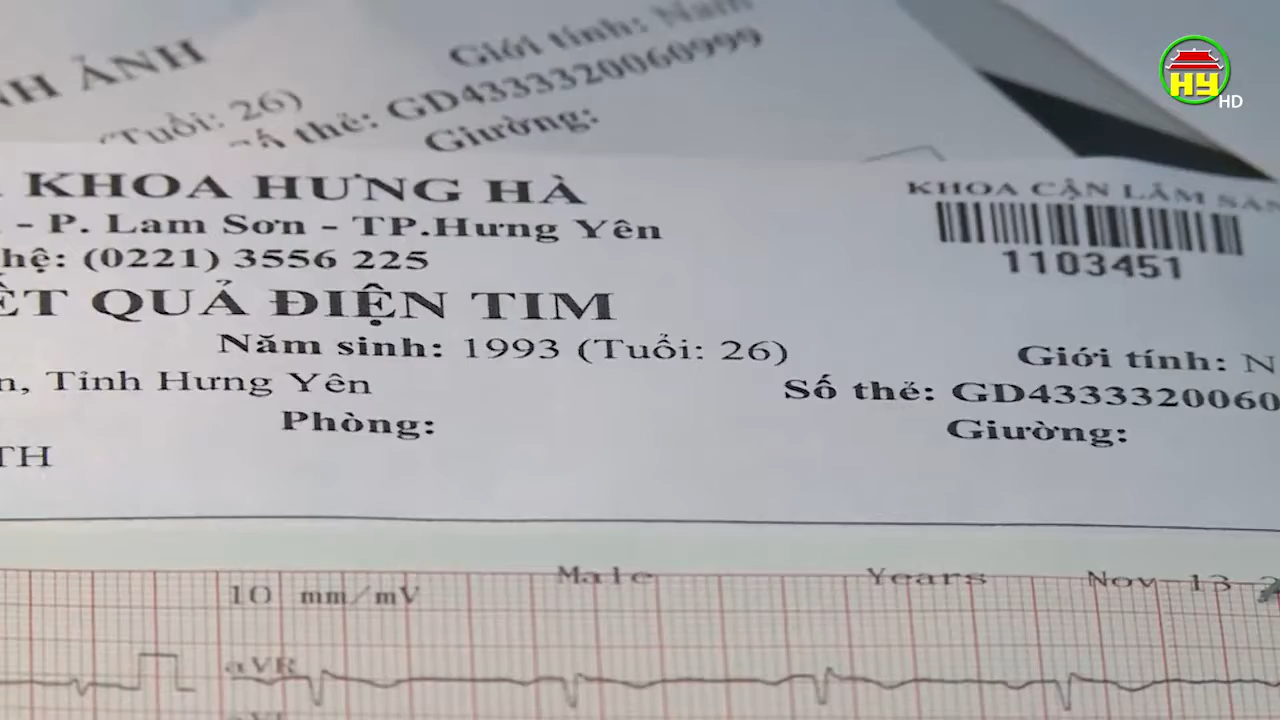 NH ẢNH
Giới tính: Nam
(Tuổi: 26)
Số thẻ: GD4333320060999
Giường:
KHOA HƯNG HÀ
- P. Lam Sơn - TP.Hưng Yên
hệ: (0221) 3556 225
ẾT QUẢ ĐIỆN TIM
KHOA CẬN LÂM SÀN
1103451
Năm sinh: 1993 (Tuổi: 26)
Giới tính: N
n, Tỉnh Hưng Yên
Số thẻ: GD4333320060
Phòng:
Giường:
TH
10 mm/mV
Male
Years
Nov 13
aVR
HY
HD